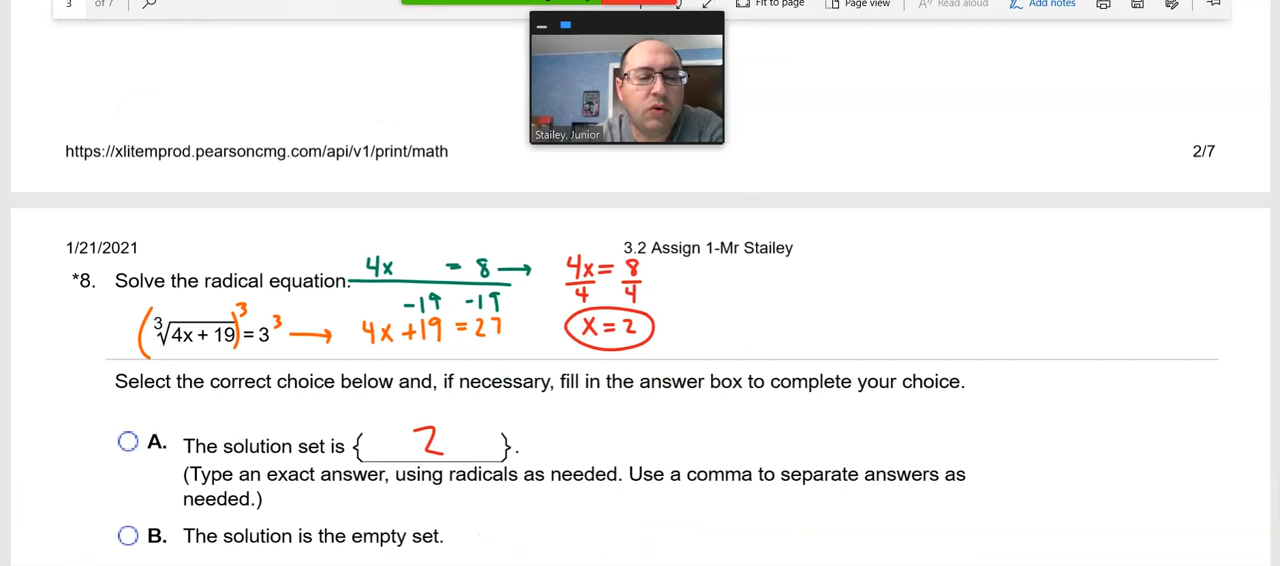 3 of 7 Fit to page Page view Read aloud Add notes
Stailey, Junior
https://xlitemprod.pearsoncmg.com/api/v1/print/math 2/7
1/21/2021 3.2 Assign 1-Mr Stailey
4x = 8 → 4x = 8
*8. Solve the radical equation.
-19 -19 4 4
(∛4x + 19)³ = 3³ → 4x + 19 = 27 x = 2
Select the correct choice below and, if necessary, fill in the answer box to complete your choice.
A. The solution set is { 2 }.
(Type an exact answer, using radicals as needed. Use a comma to separate answers as
needed.)
B. The solution is the empty set.